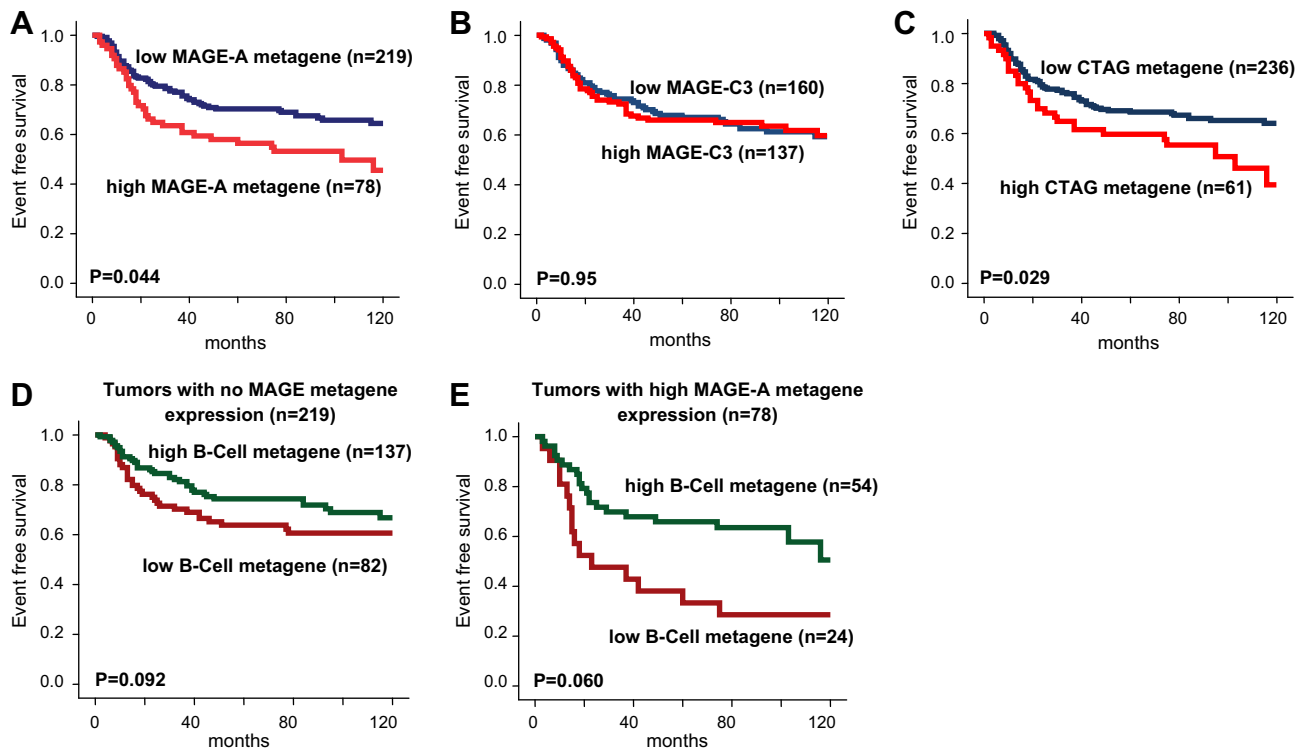 A
Event free survival
1.0
0.8
0.6
0.4
0.2
0.0
low MAGE-A metagene (n=219)
high MAGE-A metagene (n=78)
P=0.044
0 40 80 120
months
B
Event free survival
1.0
0.8
0.6
0.4
0.2
0.0
low MAGE-C3 (n=160)
high MAGE-C3 (n=137)
P=0.95
0 40 80 120
months
C
Event free survival
1.0
0.8
0.6
0.4
0.2
0.0
low CTAG metagene (n=236)
high CTAG metagene (n=61)
P=0.029
0 40 80 120
months
D
Tumors with no MAGE metagene
expression (n=219)
Event free survival
1.0
0.8
0.6
0.4
0.2
0.0
high B-Cell metagene (n=137)
low B-Cell metagene (n=82)
P=0.092
0 40 80 120
months
E
Tumors with high MAGE-A metagene
expression (n=78)
Event free survival
1.0
0.8
0.6
0.4
0.2
0.0
high B-Cell metagene (n=54)
low B-Cell metagene (n=24)
P=0.060
0 40 80 120
months